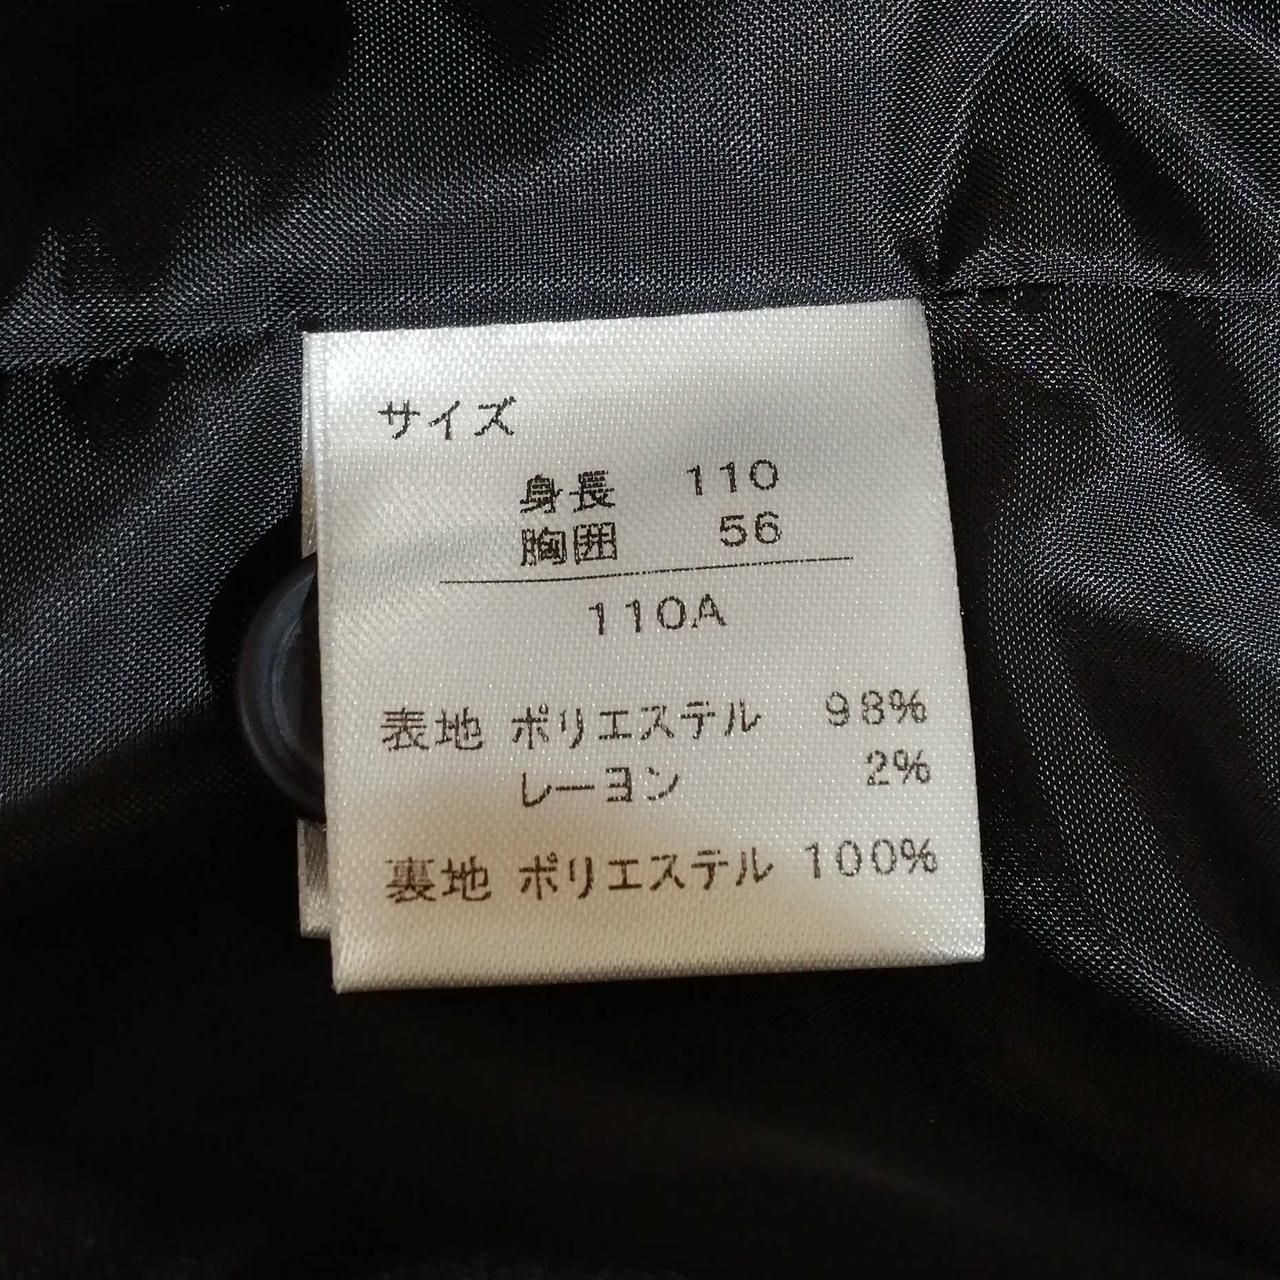 サイズ
身長 110
胸囲 56
110A
表地 ポリエステル 98%
レーヨン 2%
裏地 ポリエステル 100%